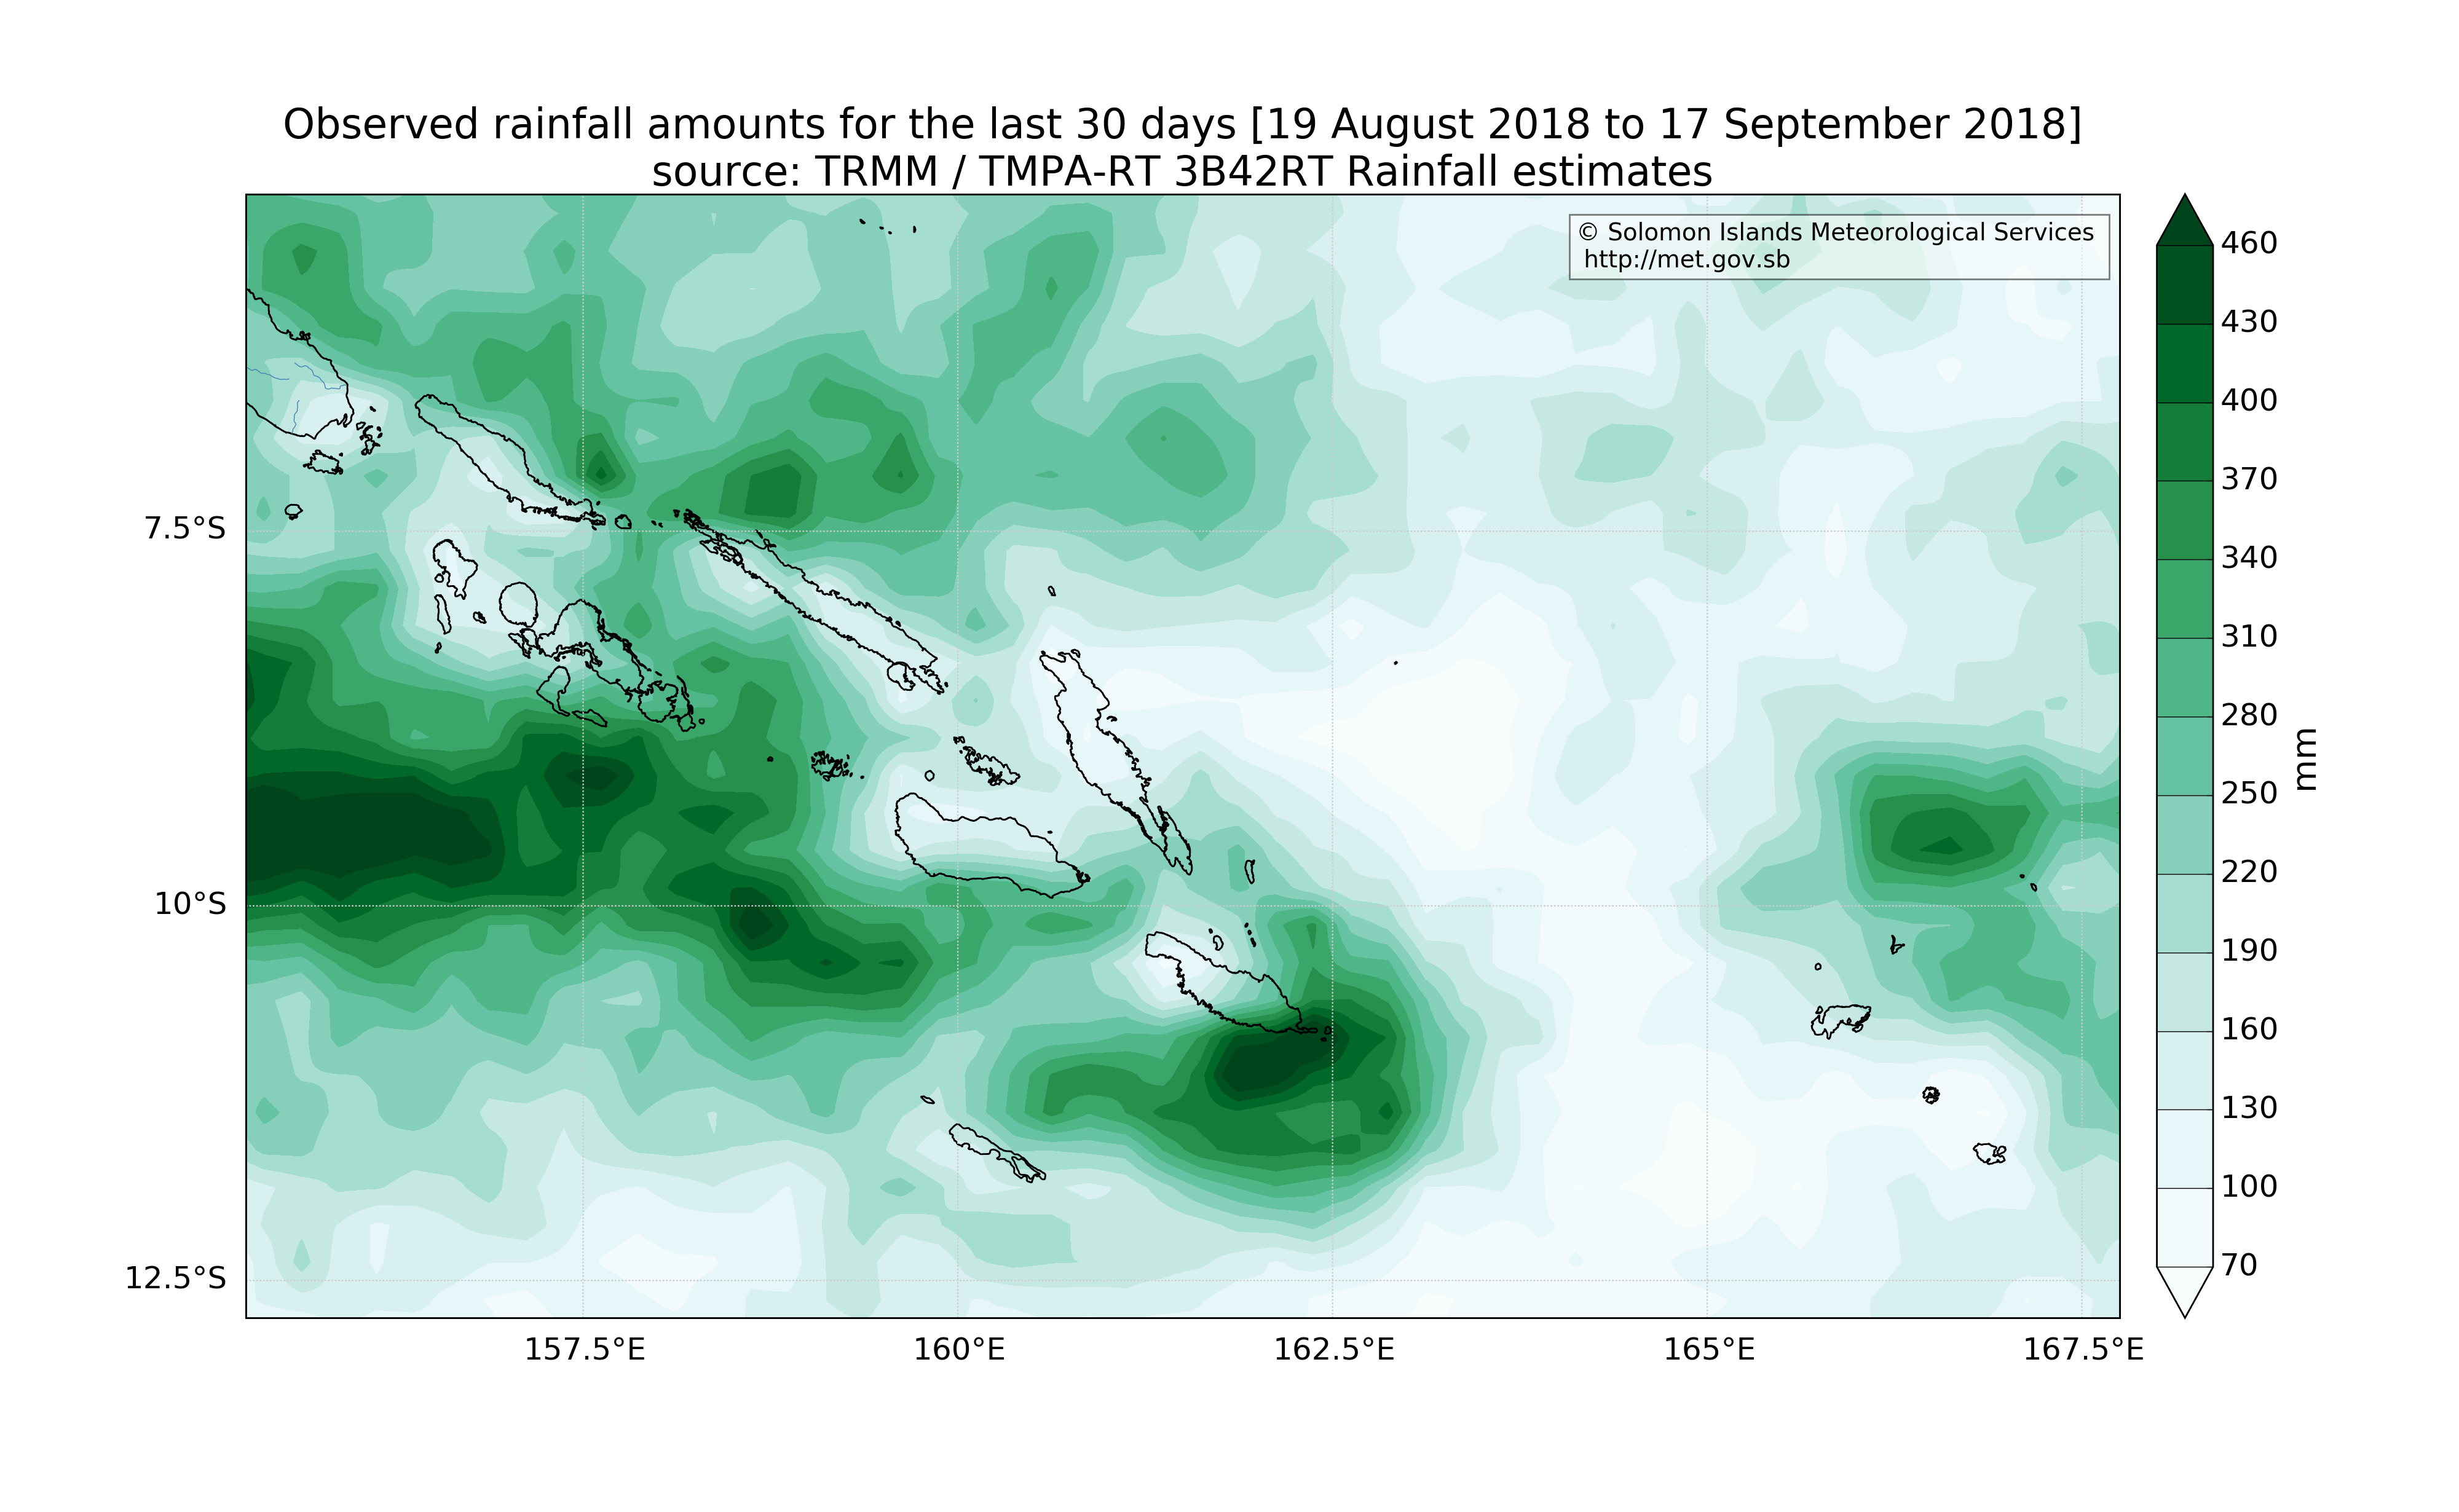 Observed rainfall amounts for the last 30 days [19 August 2018 to 17 September 2018]
source: TRMM / TMPA-RT 3B42RT Rainfall estimates
© Solomon Islands Meteorological Services
http://met.gov.sb
460
430
400
370
340
310
280
250
220
190
160
130
100
70
mm
7.5°S
10°S
12.5°S
157.5°E
160°E
162.5°E
165°E
167.5°E